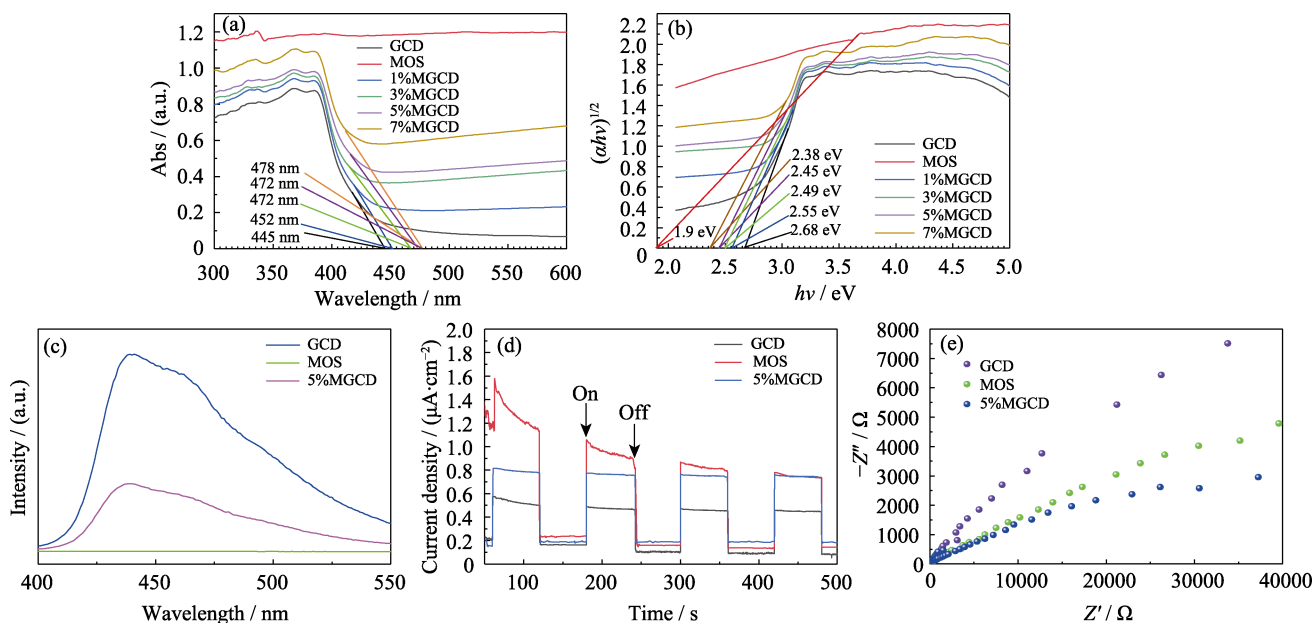 (a)
GCD
MOS
1%MGCD
3%MGCD
5%MGCD
7%MGCD
478 nm
472 nm
472 nm
452 nm
445 nm
1.2
1.0
0.8
0.6
0.4
0.2
0
Abs / (a.u.)
300 350 400 450 500 550 600
Wavelength / nm
(b)
2.2
2.0
1.8
1.6
1.4
1.2
1.0
0.8
0.6
0.4
0.2
0
(αhν)1/2
2.38 eV
2.45 eV
2.49 eV
2.55 eV
2.68 eV
1.9 eV
GCD
MOS
1%MGCD
3%MGCD
5%MGCD
7%MGCD
2.0 2.5 3.0 3.5 4.0 4.5 5.0
hν / eV
(c)
GCD
MOS
5%MGCD
Intensity / (a.u.)
400 450 500 550
Wavelength / nm
(d)
GCD
MOS
5%MGCD
On
Off
2.0
1.8
1.6
1.4
1.2
1.0
0.8
0.6
0.4
0.2
0
Current density / (μA·cm−2)
100 200 300 400 500
Time / s
(e)
GCD
MOS
5%MGCD
8000
7000
6000
5000
4000
3000
2000
1000
0
−Z″ / Ω
0 10000 20000 30000 40000
Z′ / Ω